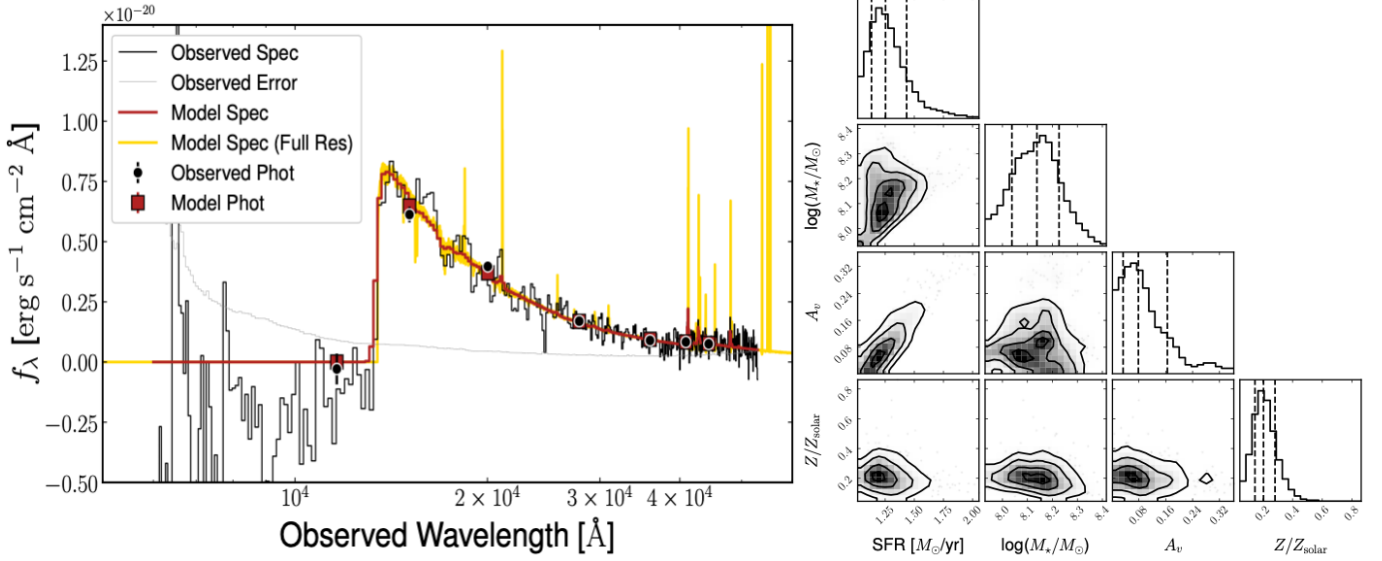 ×10⁻²⁰
1.25
1.00
0.75
0.50
0.25
0.00
−0.25
−0.50
fλ [erg s⁻¹ cm⁻² Å]
Observed Spec
Observed Error
Model Spec
Model Spec (Full Res)
Observed Phot
Model Phot
10⁴ 2 × 10⁴ 3 × 10⁴ 4 × 10⁴
Observed Wavelength [Å]
8.4
8.3
8.2
8.1
8.0
log(M⋆/M⊙)
0.32
0.24
0.16
0.08
Aᵥ
0.8
0.6
0.4
0.2
Z/Zsolar
1.25 1.50 1.75 2.00
8.0 8.1 8.2 8.3 8.4
0.08 0.16 0.24 0.32
0.2 0.4 0.6 0.8
SFR [M⊙/yr] log(M⋆/M⊙) Aᵥ Z/Zsolar